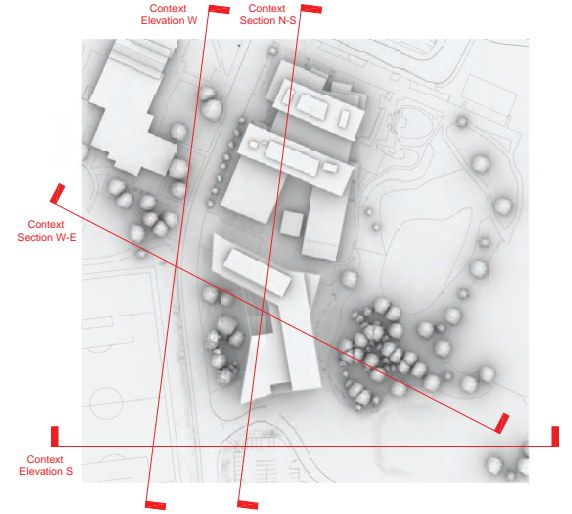 Context
Elevation W
Context
Section N-S
Context
Section W-E
Context
Elevation S